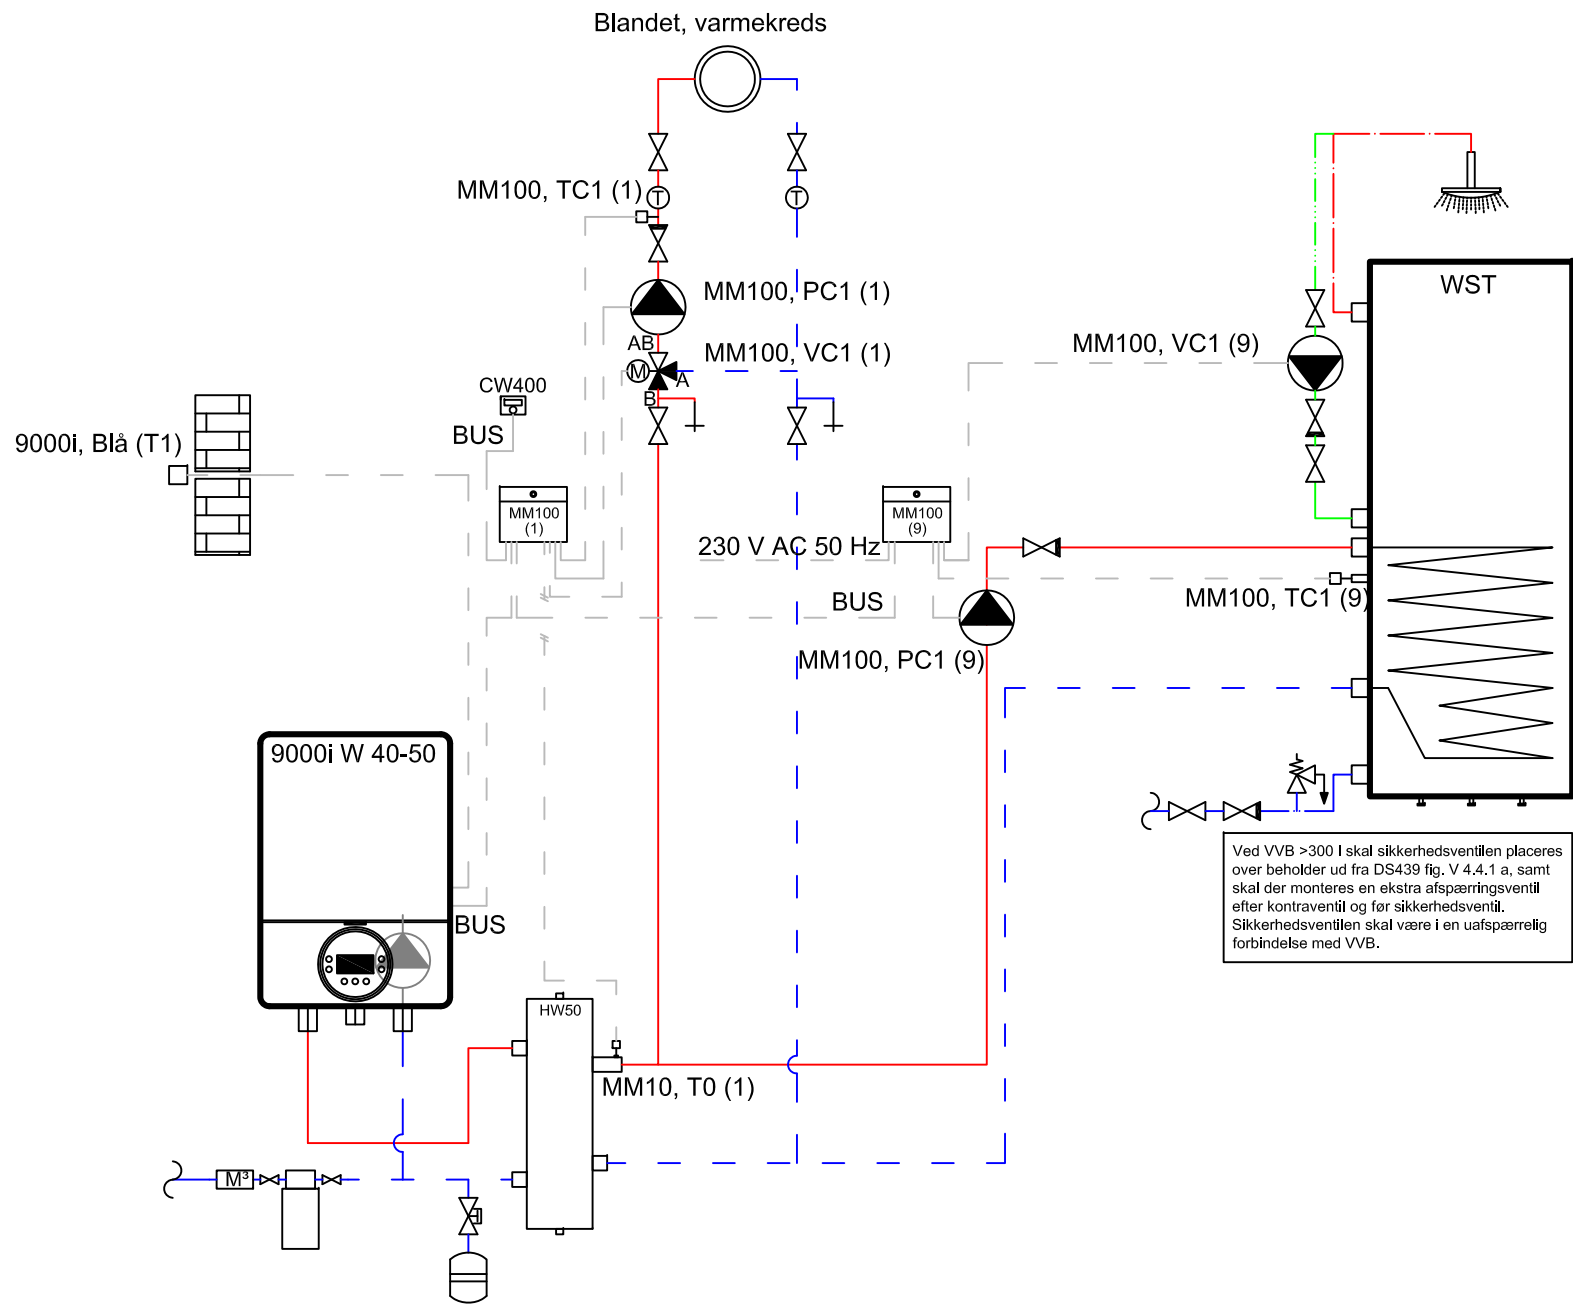 Blandet, varmekreds
MM100, TC1 (1)
T
T
MM100, PC1 (1)
AB
MM100, VC1 (1)
M
A
B
CW400
BUS
9000i, Blå (T1)
MM100
(1)
MM100, VC1 (9)
WST
MM100
(9)
230 V AC 50 Hz
BUS
MM100, TC1 (9)
MM100, PC1 (9)
9000i W 40-50
BUS
HW50
MM10, T0 (1)
M³
Ved VVB >300 l skal sikkerhedsventilen placeres
over beholder ud fra DS439 fig. V 4.4.1 a, samt
skal der monteres en ekstra afspærringsventil
efter kontraventil og før sikkerhedsventil.
Sikkerhedsventilen skal være i en uafspærrelig
forbindelse med VVB.